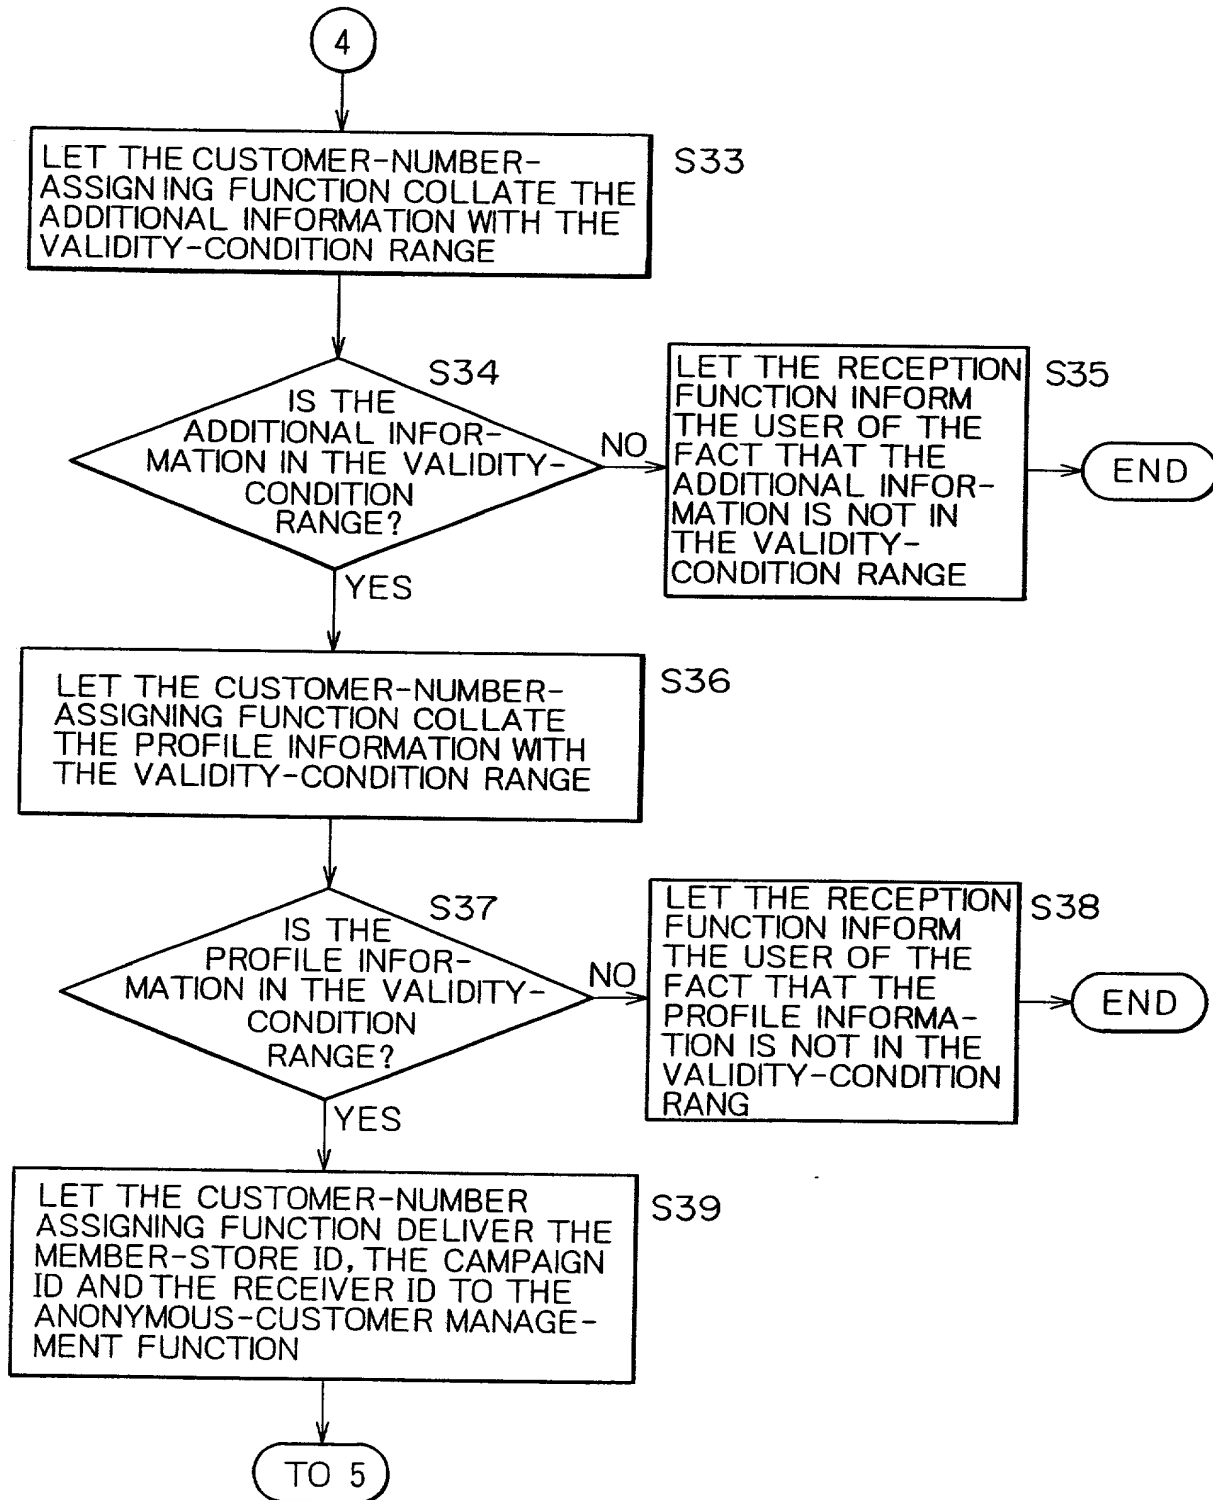 4
LET THE CUSTOMER-NUMBER-
ASSIGNING FUNCTION COLLATE THE
ADDITIONAL INFORMATION WITH THE
VALIDITY-CONDITION RANGE
S33
S34
IS THE
ADDITIONAL INFOR-
MATION IN THE VALIDITY-
CONDITION
RANGE?
NO
LET THE RECEPTION
FUNCTION INFORM
THE USER OF THE
FACT THAT THE
ADDITIONAL INFOR-
MATION IS NOT IN
THE VALIDITY-
CONDITION RANGE
S35
END
YES
LET THE CUSTOMER-NUMBER-
ASSIGNING FUNCTION COLLATE
THE PROFILE INFORMATION WITH
THE VALIDITY-CONDITION RANGE
S36
S37
IS THE
PROFILE INFOR-
MATION IN THE VALIDITY-
CONDITION
RANGE?
NO
LET THE RECEPTION
FUNCTION INFORM
THE USER OF THE
FACT THAT THE
PROFILE INFORMA-
TION IS NOT IN THE
VALIDITY-CONDITION
RANG
S38
END
YES
LET THE CUSTOMER-NUMBER
ASSIGNING FUNCTION DELIVER THE
MEMBER-STORE ID, THE CAMPAIGN
ID AND THE RECEIVER ID TO THE
ANONYMOUS-CUSTOMER MANAGE-
MENT FUNCTION
S39
TO 5